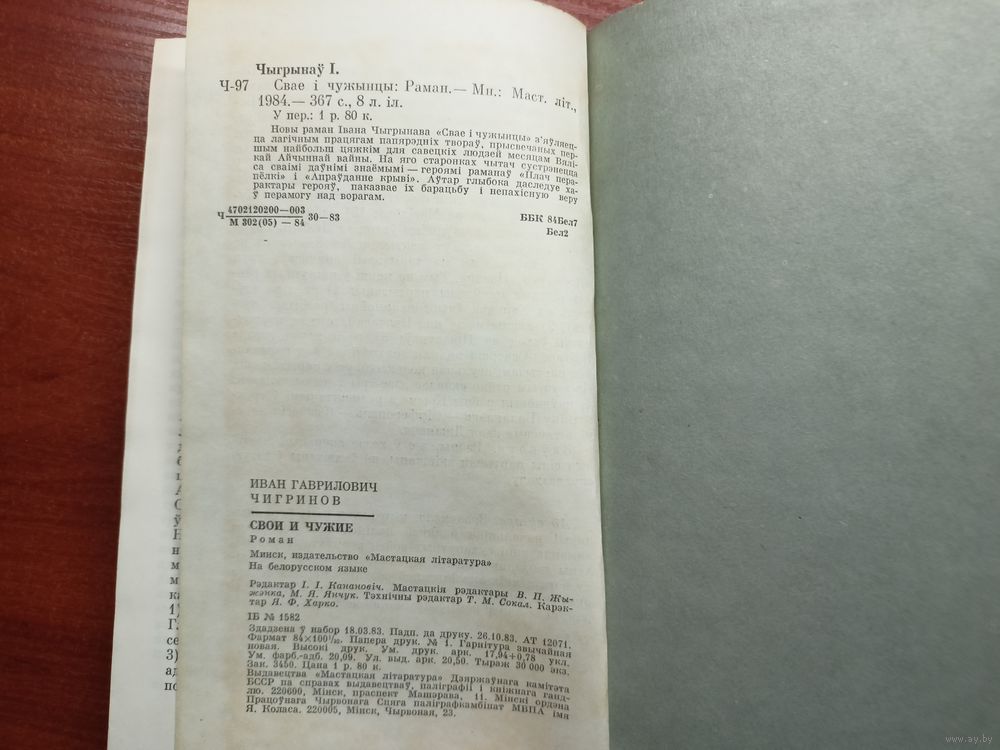 Чыгрынаў І.
Ч-97 Свае і чужынцы: Раман.— Мн.: Маст. літ.,
1984.— 367 с., 8 л. іл.
У пер.: 1 р. 80 к.
Новы раман Івана Чыгрынава «Свае і чужынцы» з'яўляец-
ца лагічным працягам папярэдніх твораў, прысвечаных пер-
шым найбольш цяжкім для савецкіх людзей месяцам Вялі-
кай Айчыннай вайны. На яго старонках чытач сустрэнецца
са сваімі даўнімі знаёмымі — героямі раманаў «Плач пера-
пёлкі» і «Апраўданне крыві». Аўтар глыбока даследуе ха-
рактары герояў, паказвае іх барацьбу і непахісную веру
ў перамогу над ворагам.
Ч 4702120200—003
М 302(05) — 84 30—83
ББК 84Бел7
Бел2
ИВАН ГАВРИЛОВИЧ
ЧИГРИНОВ
СВОИ И ЧУЖИЕ
Роман
Минск, издательство «Мастацкая літаратура»
На белорусском языке
Рэдактар І. І. Канановіч. Мастацкія рэдактары В. П. Жы-
жэнка, М. Я. Янчук. Тэхнічны рэдактар Т. М. Сокал. Карэк-
тар Я. Ф. Харко.
ІБ № 1582
Здадзена ў набор 18.03.83. Падп. да друку. 26.10.83. АТ 12071.
Фармат 84×100¹/₃₂. Папера друк. № 1. Гарнітура звычайная
новая. Высокі друк. Ум. друк. арк. 17,94+0,78 укл.
Ум. фарб.-адб. 20,09. Ул. выд. арк. 20,50. Тыраж 30 000 экз.
Зак. 3450. Цана 1 р. 80 к.
Выдавецтва «Мастацкая літаратура» Дзяржаўнага камітэта
БССР па справах выдавецтваў, паліграфіі і кніжнага ганд-
лю. 220600, Мінск, праспект Машэрава, 11. Мінскі ордэна
Працоўнага Чырвонага Сцяга паліграфкамбінат МВПА імя
Я. Коласа. 220005, Мінск, Чырвоная, 23.
www.ay.by